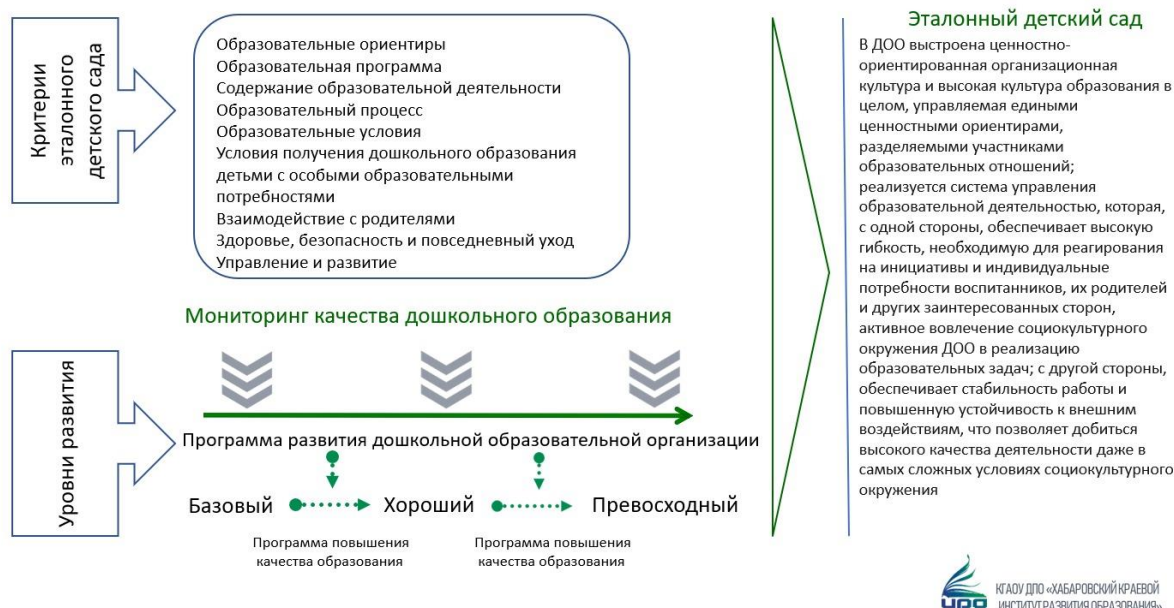 Критерии
эталонного
детского сада
Образовательные ориентиры
Образовательная программа
Содержание образовательной деятельности
Образовательный процесс
Образовательные условия
Условия получения дошкольного образования
детьми с особыми образовательными
потребностями
Взаимодействие с родителями
Здоровье, безопасность и повседневный уход
Управление и развитие
Мониторинг качества дошкольного образования
Уровни развития
Программа развития дошкольной образовательной организации
Базовый
Хороший
Превосходный
Программа повышения
качества образования
Программа повышения
качества образования
Эталонный детский сад
В ДОО выстроена ценностно-
ориентированная организационная
культура и высокая культура образования в
целом, управляемая едиными
ценностными ориентирами,
разделяемыми участниками
образовательных отношений;
реализуется система управления
образовательной деятельностью, которая,
с одной стороны, обеспечивает высокую
гибкость, необходимую для реагирования
на инициативы и индивидуальные
потребности воспитанников, их родителей
и других заинтересованных сторон,
активное вовлечение социокультурного
окружения ДОО в реализацию
образовательных задач; с другой стороны,
обеспечивает стабильность работы и
повышенную устойчивость к внешним
воздействиям, что позволяет добиться
высокого качества деятельности даже в
самых сложных условиях социокультурного
окружения
КГАОУ ДПО «ХАБАРОВСКИЙ КРАЕВОЙ
ИНСТИТУТ РАЗВИТИЯ ОБРАЗОВАНИЯ»